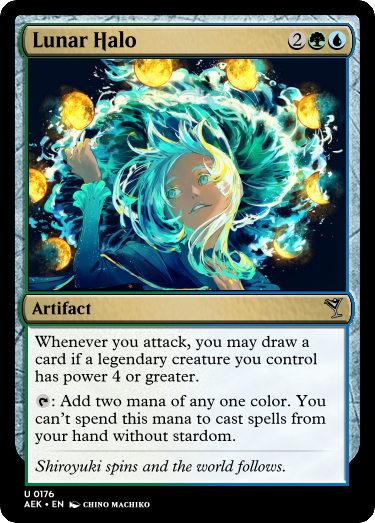 Lunar Halo 2
Artifact
Whenever you attack, you may draw a
card if a legendary creature you control
has power 4 or greater.
: Add two mana of any one color. You
can't spend this mana to cast spells from
your hand without stardom.
Shiroyuki spins and the world follows.
U 0176
AEK • EN CHINO MACHIKO